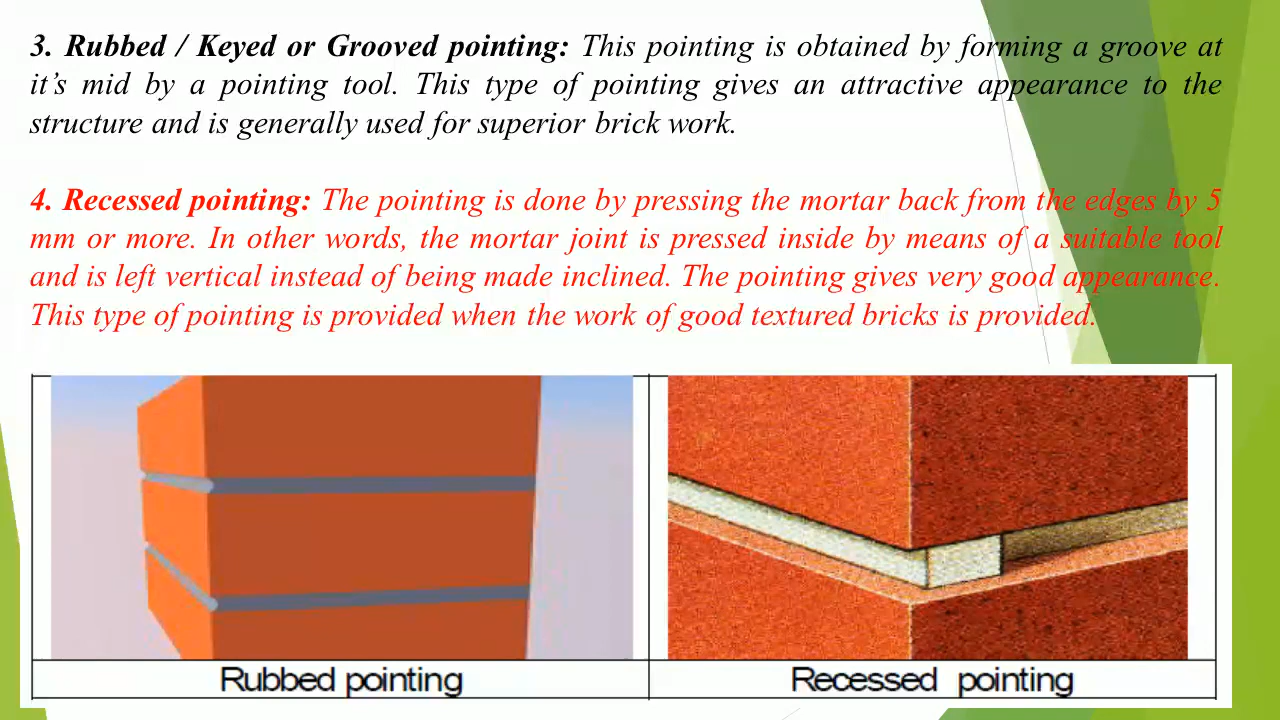 3. Rubbed / Keyed or Grooved pointing: This pointing is obtained by forming a groove at
it’s mid by a pointing tool. This type of pointing gives an attractive appearance to the
structure and is generally used for superior brick work.
4. Recessed pointing: The pointing is done by pressing the mortar back from the edges by 5
mm or more. In other words, the mortar joint is pressed inside by means of a suitable tool
and is left vertical instead of being made inclined. The pointing gives very good appearance.
This type of pointing is provided when the work of good textured bricks is provided.
Rubbed pointing
Recessed pointing